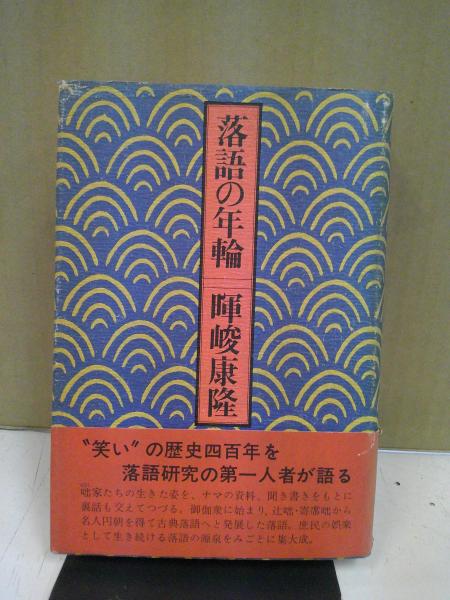 落語の年輪
暉峻康隆
〝笑い〟の歴史四百年を
落語研究の第一人者が語る
咄家たちの生きた姿を、ナマの資料、聞き書きをもとに
裏話も交えてつづる。御伽衆に始まり、辻咄・寄席咄から
名人円朝を得て古典落語へと発展した落語。庶民の娯楽
として生き続ける落語の源泉をみごとに集大成。